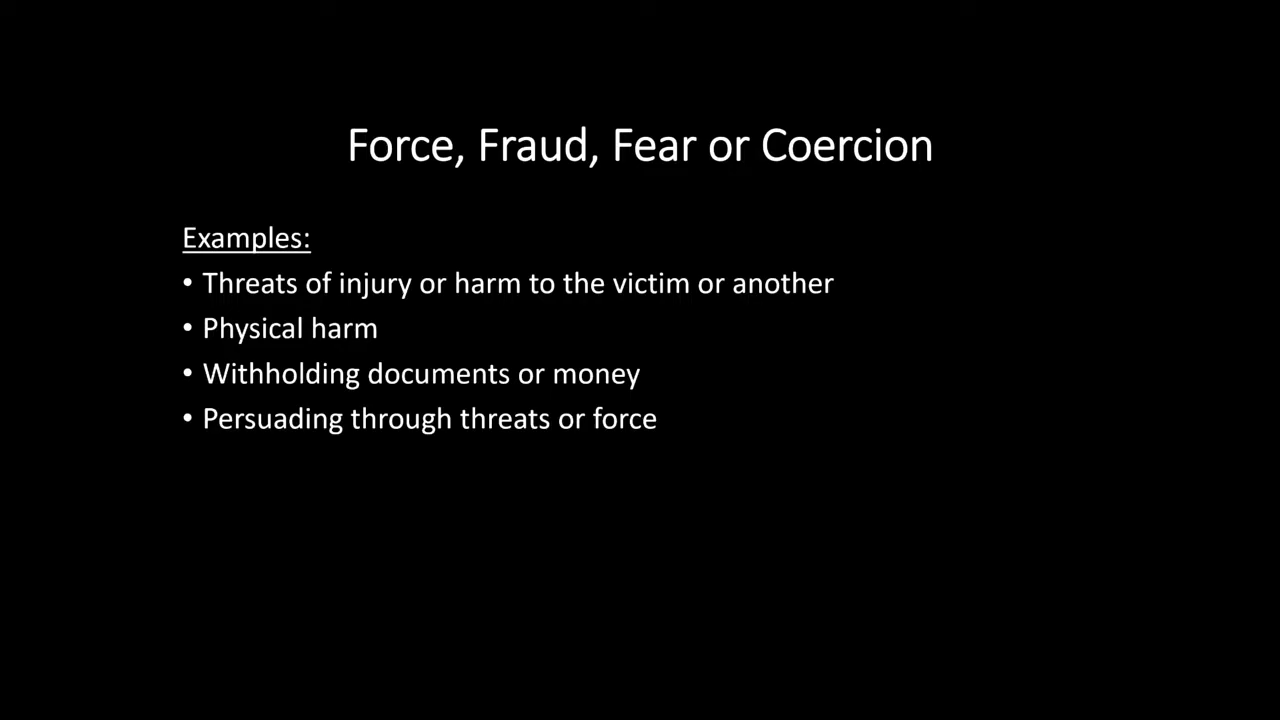 Force, Fraud, Fear or Coercion
Examples:
• Threats of injury or harm to the victim or another
• Physical harm
• Withholding documents or money
• Persuading through threats or force